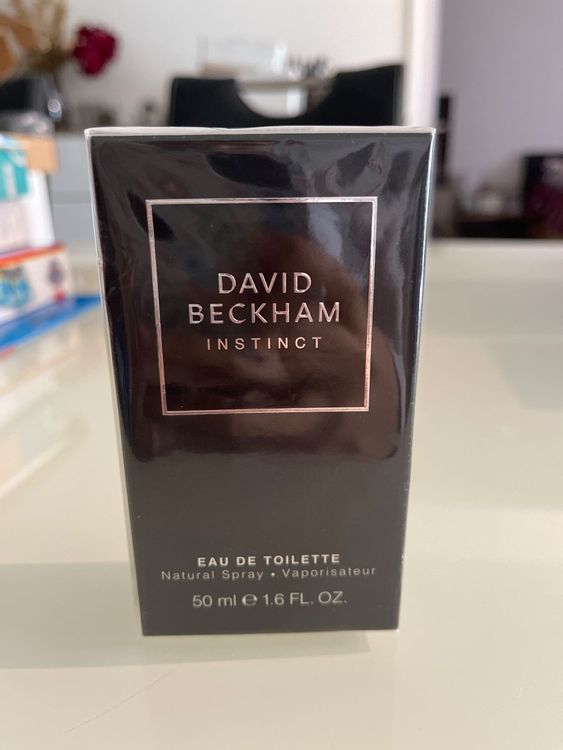 DAVID
BECKHAM
INSTINCT
EAU DE TOILETTE
Natural Spray • Vaporisateur
50 ml ℮ 1.6 FL. OZ.